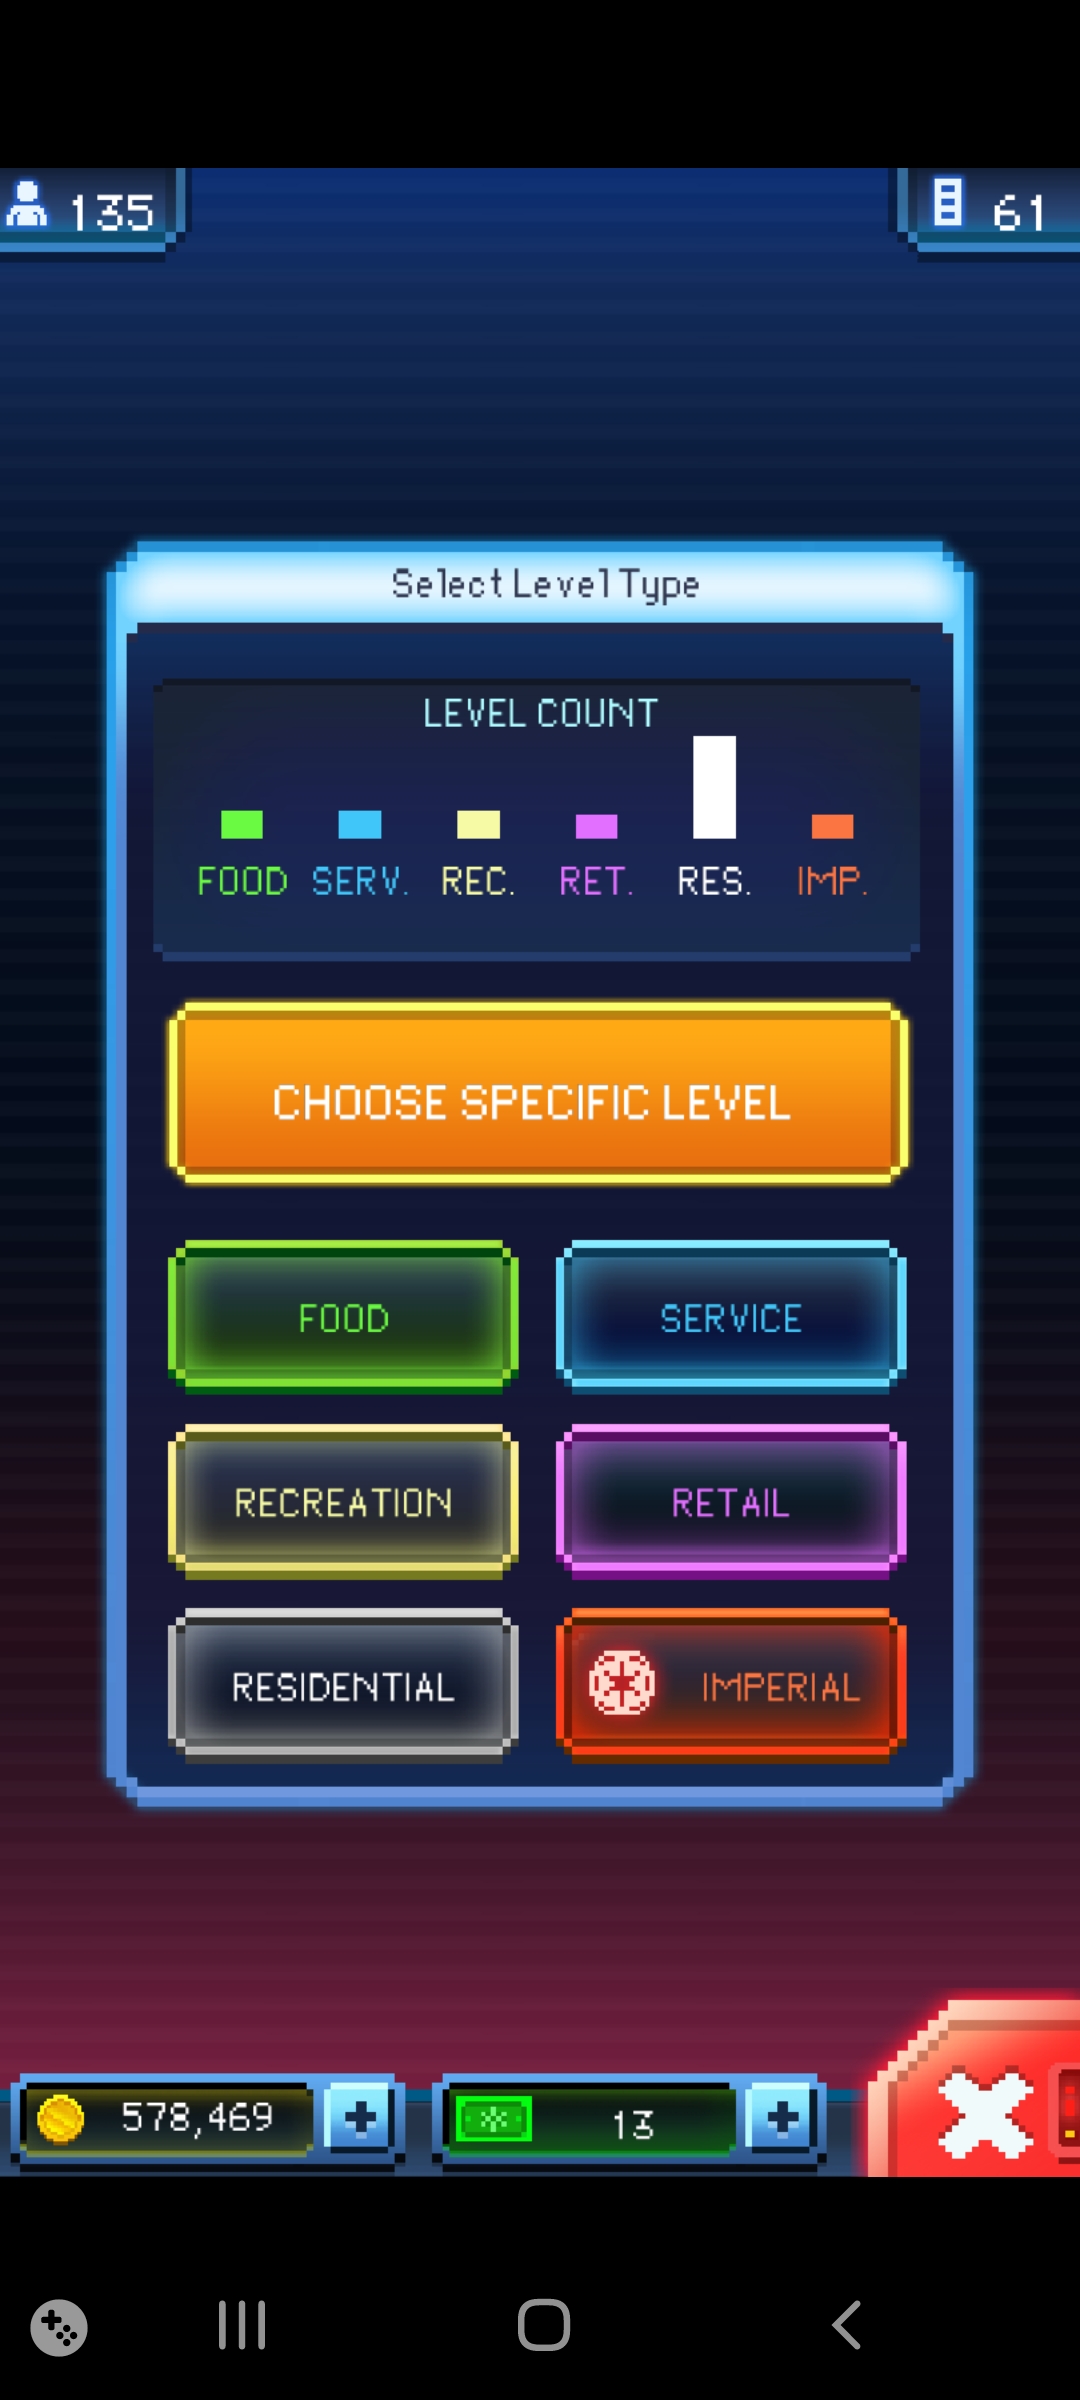 135
61
Select Level Type
LEVEL COUNT
FOOD SERV. REC. RET. RES. IMP.
CHOOSE SPECIFIC LEVEL
FOOD SERVICE
RECREATION RETAIL
RESIDENTIAL IMPERIAL
578,469
13